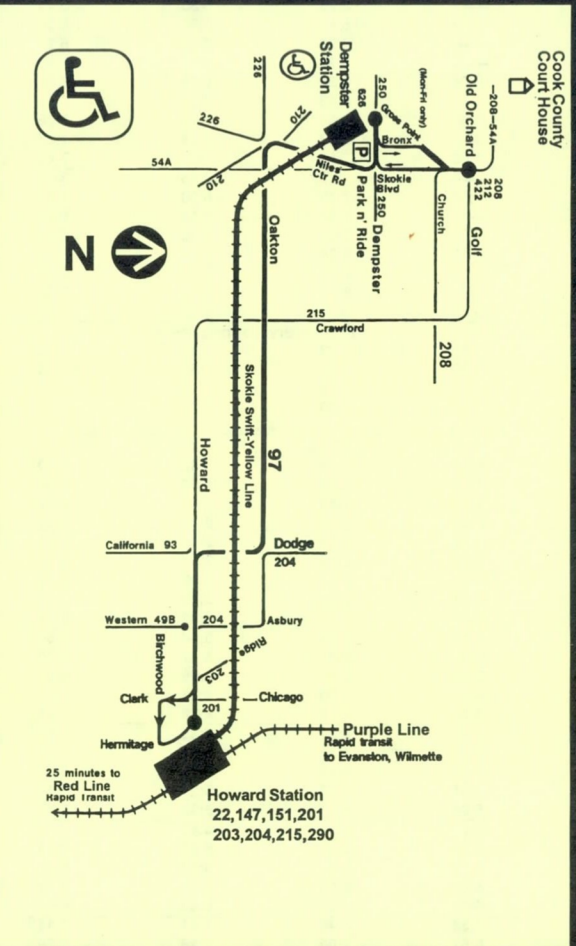 Cook County
Court House
—208—54A—
Old Orchard
208
212
422
Golf
(Mon-Fri only)
Gross Point
Bronx
250
626
Dempster
Station
P
Skokie
Blvd
250
Dempster
Park n' Ride
Church
208
226
226
210
210
54A
Niles
Ctr Rd
Oakton
N
215
Crawford
Skokie Swift-Yellow Line
97
Howard
California 93
Dodge
204
Western 49B
204
Asbury
Birchwood
Ridge
203
Clark
201
Chicago
Hermitage
Purple Line
Rapid transit
to Evanston, Wilmette
25 minutes to
Red Line
Rapid Transit
Howard Station
22,147,151,201
203,204,215,290